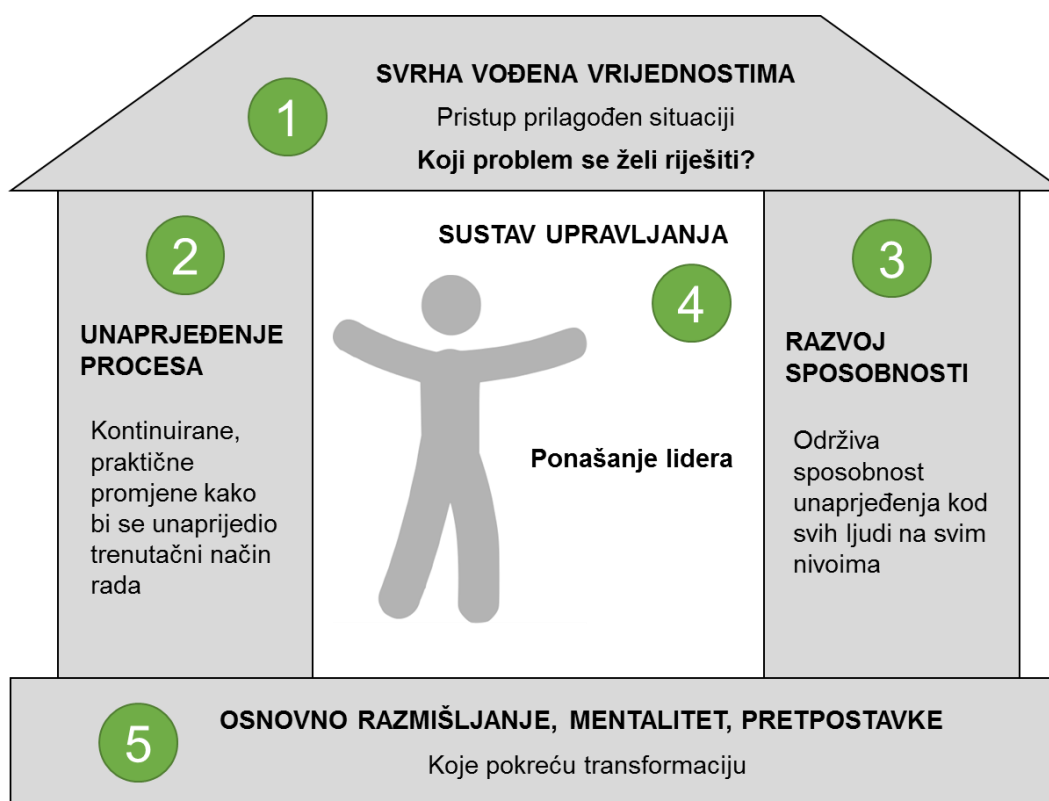 1
SVRHA VOĐENA VRIJEDNOSTIMA
Pristup prilagođen situaciji
Koji problem se želi riješiti?
2
UNAPRJEĐENJE
PROCESA
Kontinuirane,
praktične
promjene kako
bi se unaprijedio
trenutačni način
rada
SUSTAV UPRAVLJANJA
4
Ponašanje lidera
3
RAZVOJ
SPOSOBNOSTI
Održiva
sposobnost
unaprjeđenja kod
svih ljudi na svim
nivoima
5
OSNOVNO RAZMIŠLJANJE, MENTALITET, PRETPOSTAVKE
Koje pokreću transformaciju